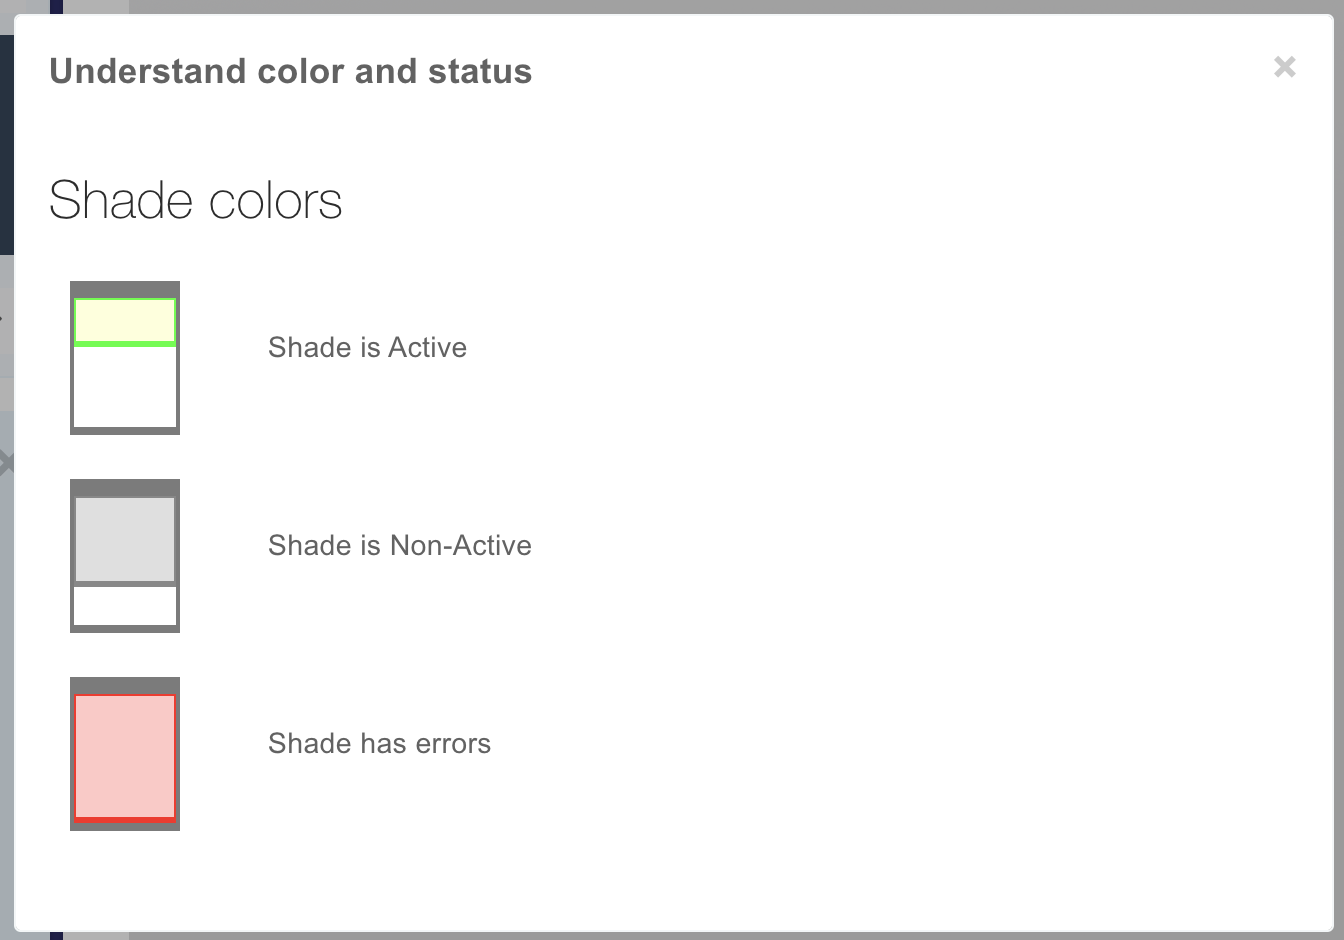 Understand color and status
Shade colors
Shade is Active
Shade is Non-Active
Shade has errors